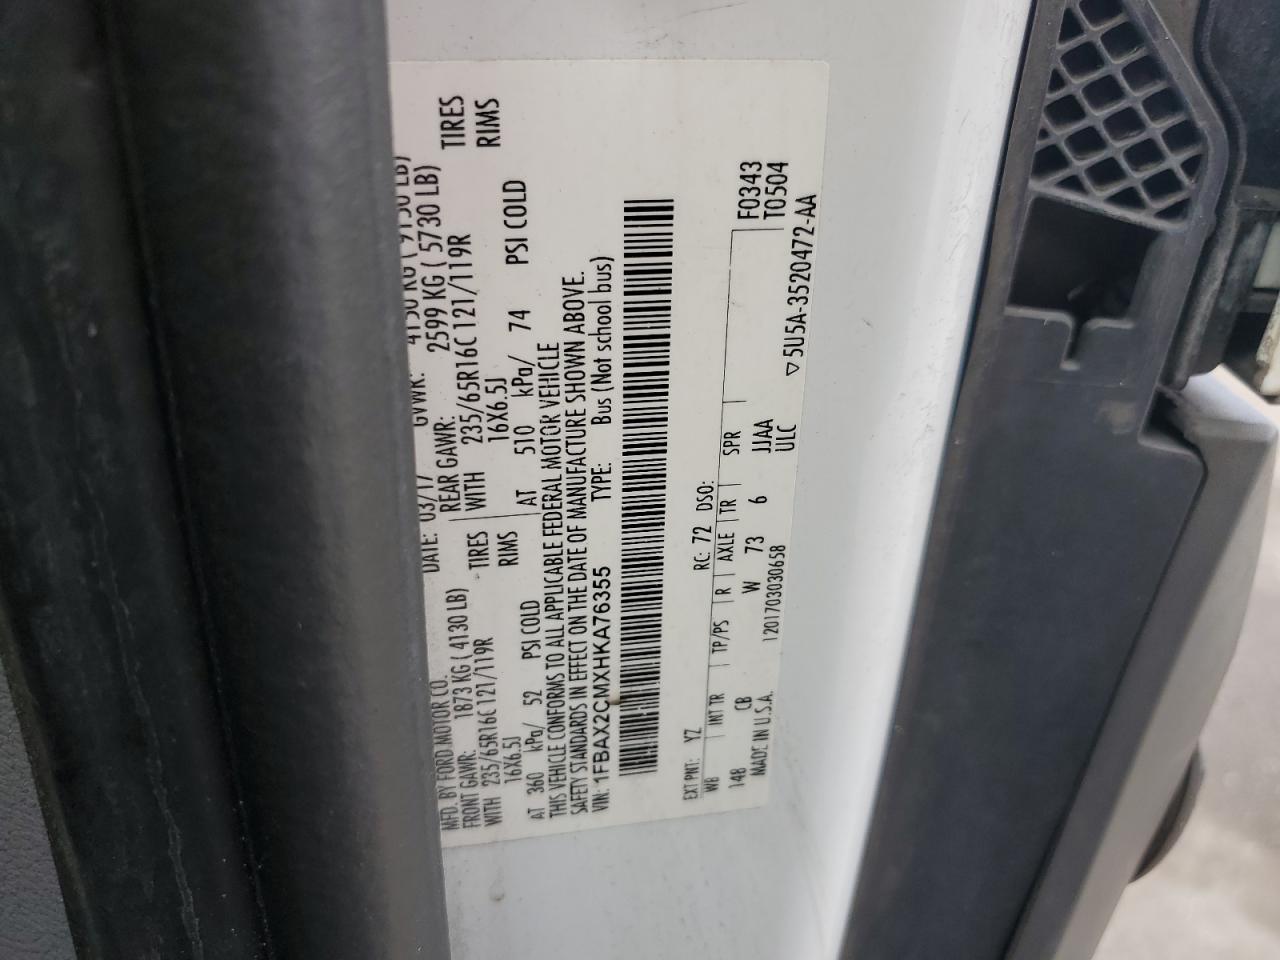 MFD. BY FORD MOTOR CO.
DATE: 03/17 GVWR: 4150 KG ( 9150 LB)
FRONT GAWR: 1873 KG ( 4130 LB) REAR GAWR: 2599 KG ( 5730 LB)
WITH 235/65R16C 121/119R TIRES WITH 235/65R16C 121/119R TIRES
16X6.5J RIMS 16X6.5J RIMS
AT 360 kPa/ 52 PSI COLD AT 510 kPa/ 74 PSI COLD
THIS VEHICLE CONFORMS TO ALL APPLICABLE FEDERAL MOTOR VEHICLE
SAFETY STANDARDS IN EFFECT ON THE DATE OF MANUFACTURE SHOWN ABOVE.
VIN: 1FBAX2CMXHKA76355 TYPE: Bus (Not school bus)
EXT PNT: YZ RC: 72 DSO:
WB INT TR TP/PS R AXLE TR SPR F0343
148 CB W 73 6 JJAA T0504
MADE IN U.S.A. 1201703030658 ULC
▽5U5A-3520472-AA